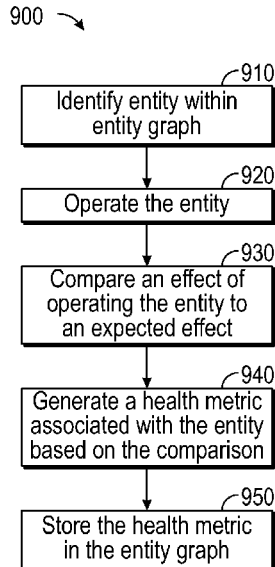 900
910
Identify entity within
entity graph
920
Operate the entity
930
Compare an effect of
operating the entity to
an expected effect
940
Generate a health metric
associated with the entity
based on the comparison
950
Store the health metric
in the entity graph